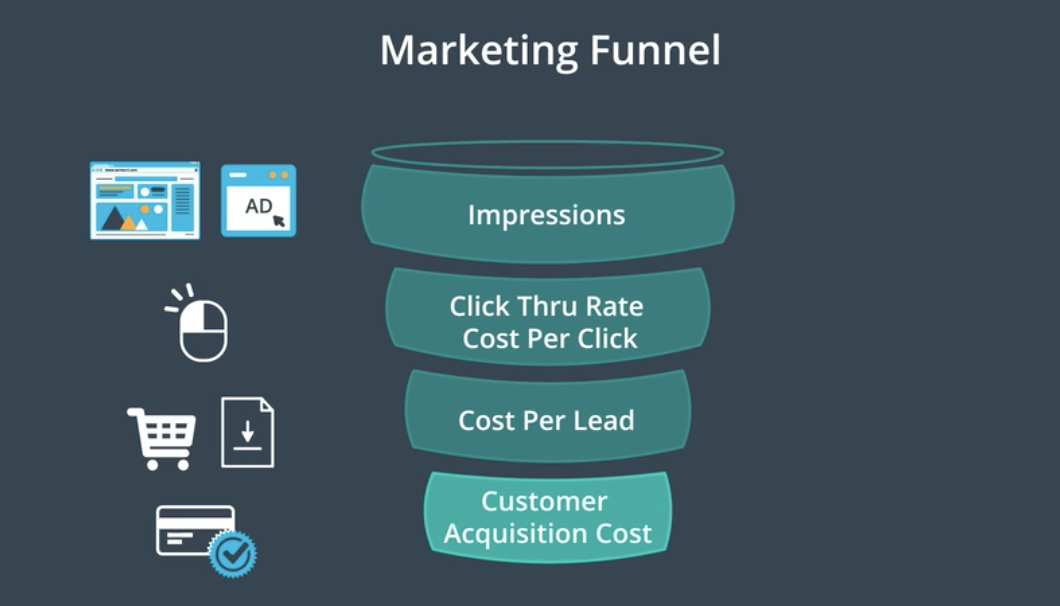 Marketing Funnel
AD
Impressions
Click Thru Rate
Cost Per Click
Cost Per Lead
Customer
Acquisition Cost